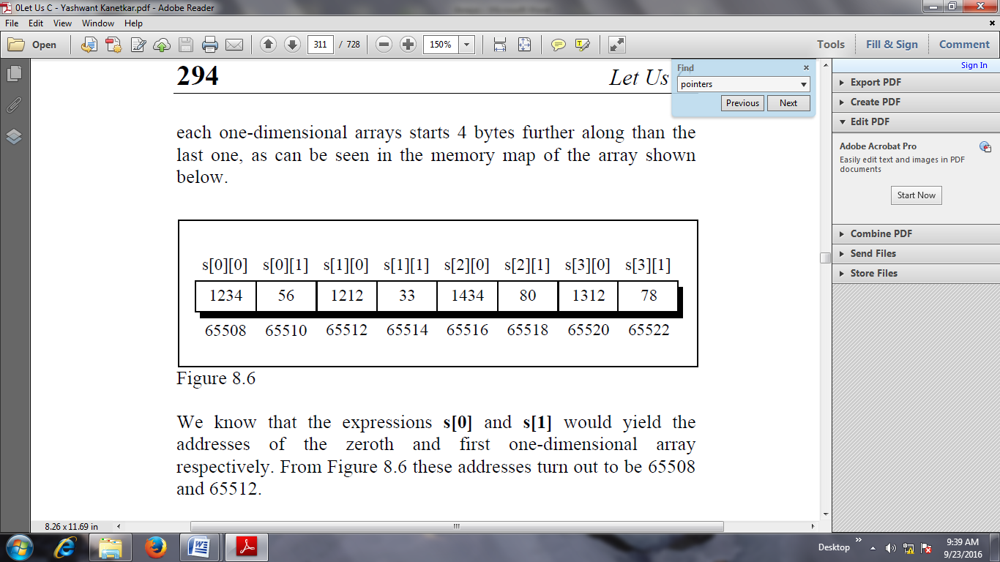 0Let Us C - Yashwant Kanetkar.pdf - Adobe Reader
File Edit View Window Help
Open 311 / 728 150% Tools Fill & Sign Comment
Sign In
Find
pointers
Previous Next
Export PDF
Create PDF
Edit PDF
Adobe Acrobat Pro
Easily edit text and images in PDF
documents
Start Now
Combine PDF
Send Files
Store Files
294 Let Us
each one-dimensional arrays starts 4 bytes further along than the
last one, as can be seen in the memory map of the array shown
below.
s[0][0] s[0][1] s[1][0] s[1][1] s[2][0] s[2][1] s[3][0] s[3][1]
1234 56 1212 33 1434 80 1312 78
65508 65510 65512 65514 65516 65518 65520 65522
Figure 8.6
We know that the expressions s[0] and s[1] would yield the
addresses of the zeroth and first one-dimensional array
respectively. From Figure 8.6 these addresses turn out to be 65508
and 65512.
8.26 x 11.69 in
Desktop
9:39 AM
9/23/2016